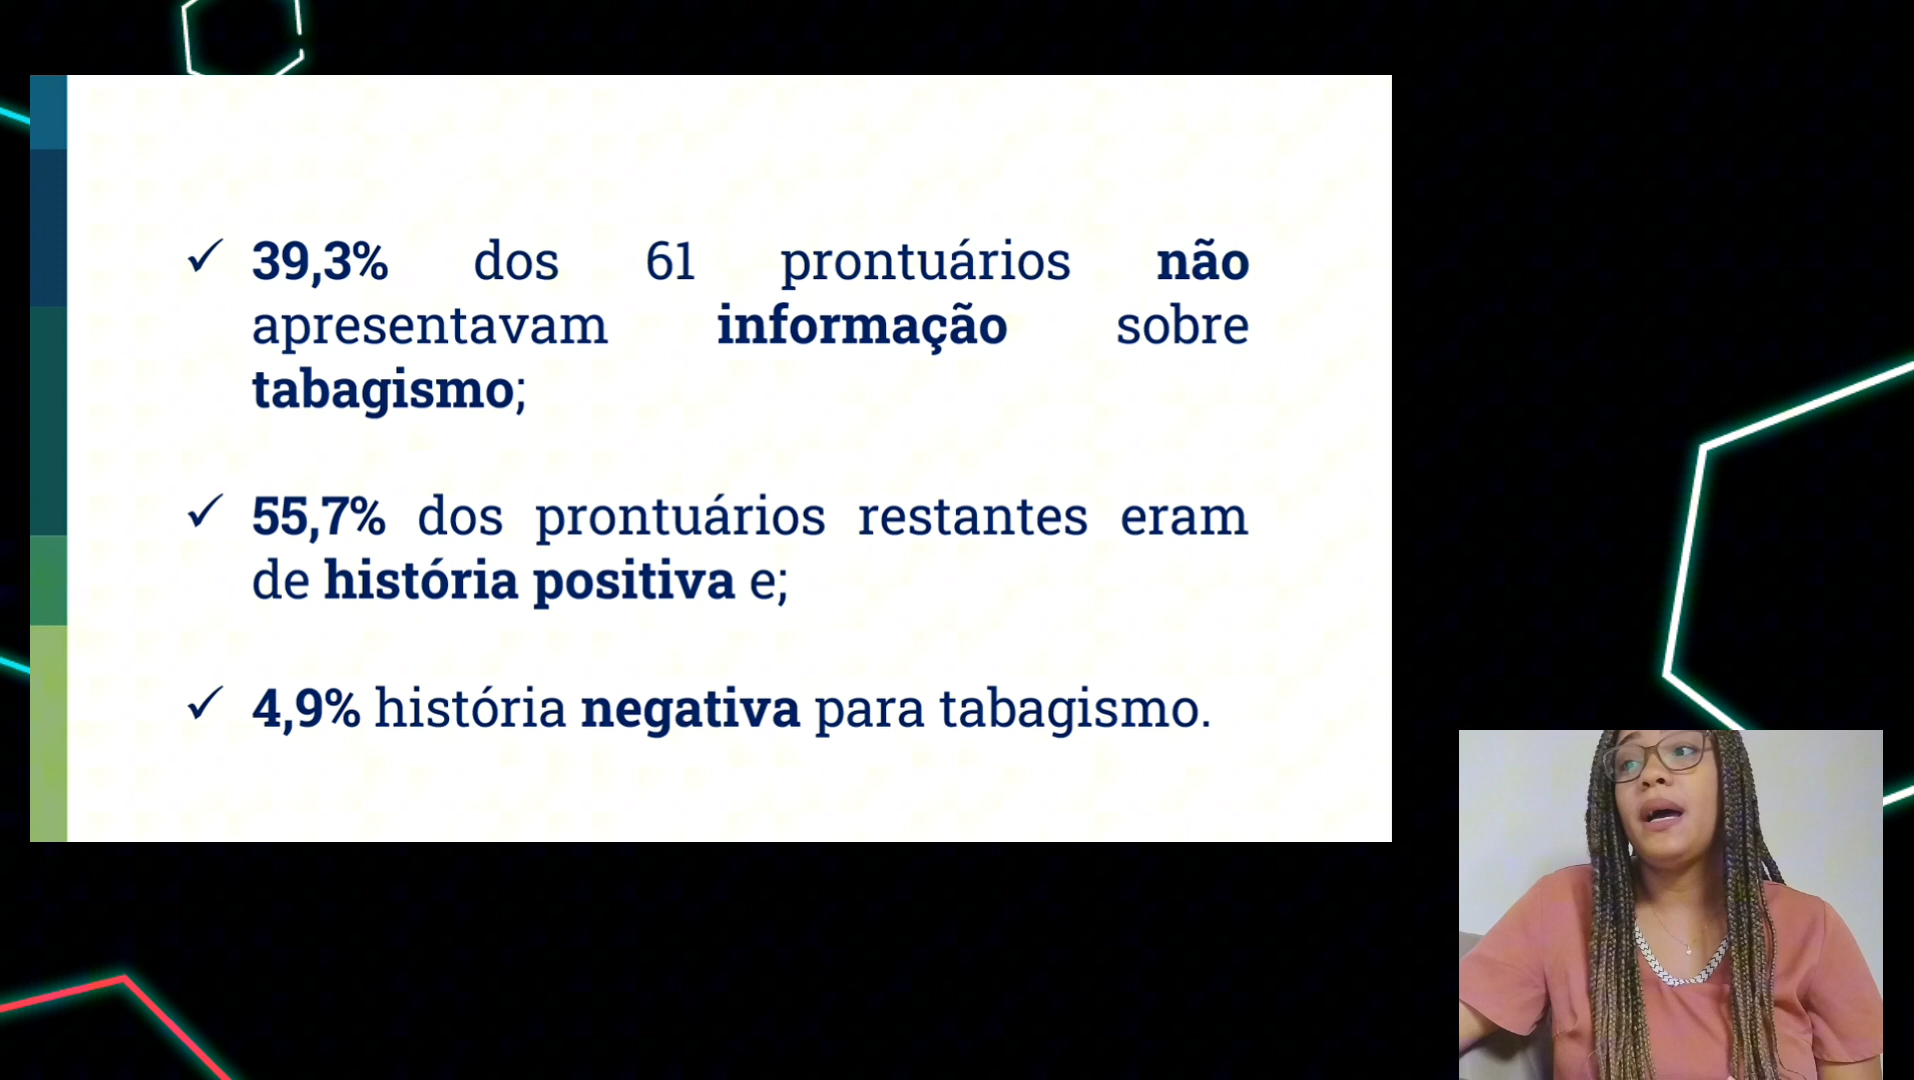 ✓ 39,3% dos 61 prontuários não
apresentavam informação sobre
tabagismo;
✓ 55,7% dos prontuários restantes eram
de história positiva e;
✓ 4,9% história negativa para tabagismo.